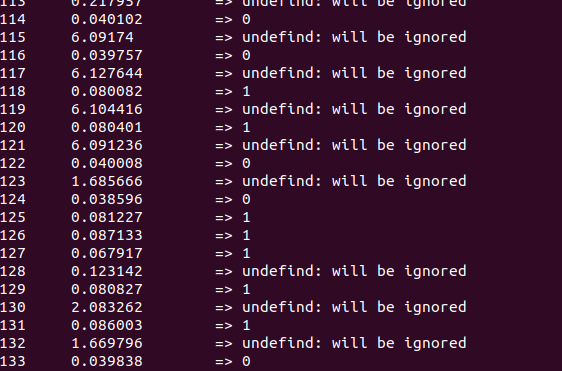 113 0.217957 => undefind: will be ignored
114 0.040102 => 0
115 6.09174 => undefind: will be ignored
116 0.039757 => 0
117 6.127644 => undefind: will be ignored
118 0.080082 => 1
119 6.104416 => undefind: will be ignored
120 0.080401 => 1
121 6.091236 => undefind: will be ignored
122 0.040008 => 0
123 1.685666 => undefind: will be ignored
124 0.038596 => 0
125 0.081227 => 1
126 0.087133 => 1
127 0.067917 => 1
128 0.123142 => undefind: will be ignored
129 0.080827 => 1
130 2.083262 => undefind: will be ignored
131 0.086003 => 1
132 1.669796 => undefind: will be ignored
133 0.039838 => 0